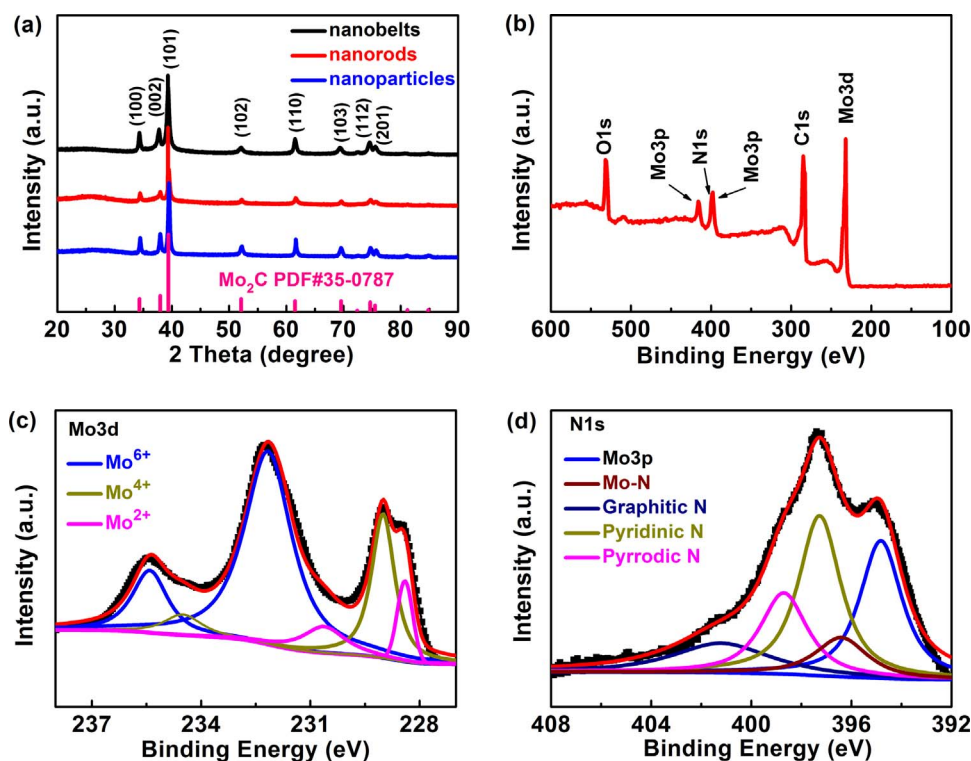 (a)
nanobelts
nanorods
nanoparticles
(100)
(002)
(101)
(102)
(110)
(103)
(112)
(201)
Mo₂C PDF#35-0787
Intensity (a.u.)
20 30 40 50 60 70 80 90
2 Theta (degree)
(b)
O1s
Mo3p
N1s
Mo3p
C1s
Mo3d
Intensity (a.u.)
600 500 400 300 200 100
Binding Energy (eV)
(c)
Mo3d
Mo⁶⁺
Mo⁴⁺
Mo²⁺
Intensity (a.u.)
237 234 231 228
Binding Energy (eV)
(d)
N1s
Mo3p
Mo-N
Graphitic N
Pyridinic N
Pyrrodic N
Intensity (a.u.)
408 404 400 396 392
Binding Energy (eV)